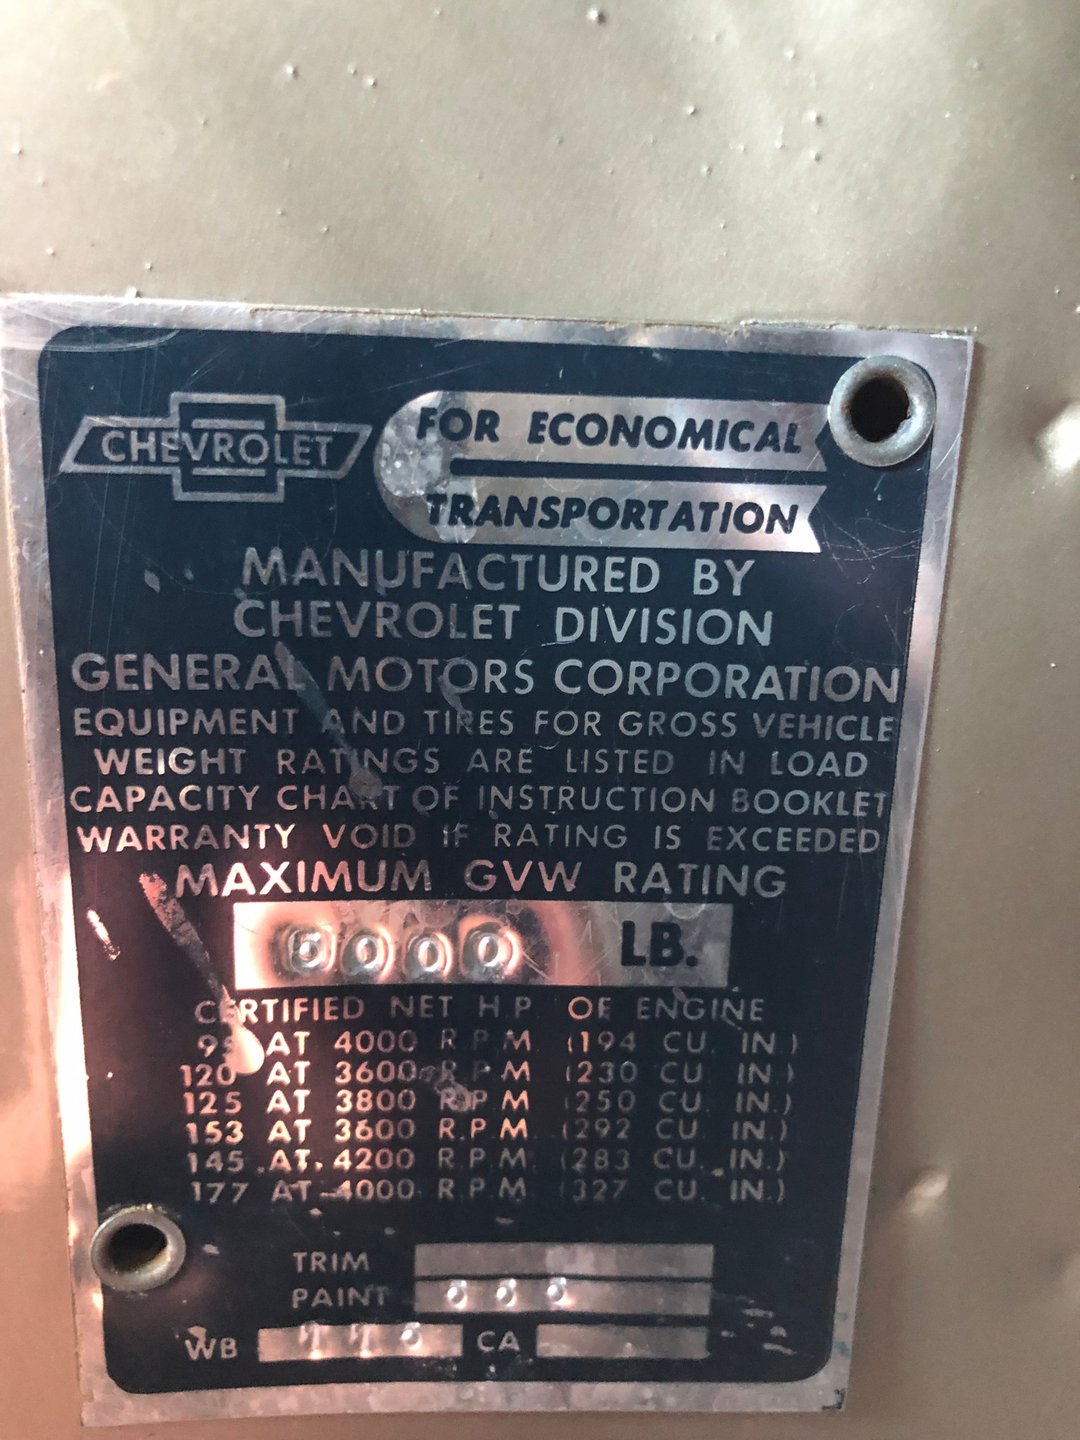 CHEVROLET
FOR ECONOMICAL
TRANSPORTATION
MANUFACTURED BY
CHEVROLET DIVISION
GENERAL MOTORS CORPORATION
EQUIPMENT AND TIRES FOR GROSS VEHICLE
WEIGHT RATINGS ARE LISTED IN LOAD
CAPACITY CHART OF INSTRUCTION BOOKLET
WARRANTY VOID IF RATING IS EXCEEDED
MAXIMUM GVW RATING
5000 LB.
CERTIFIED NET H.P. OF ENGINE
AT 4000 R.P.M. (194 CU. IN.)
120 AT 3600 R.P.M. (230 CU. IN.)
125 AT 3800 R.P.M. (250 CU. IN.)
153 AT 3600 R.P.M. (292 CU. IN.)
145 AT 4200 R.P.M. (283 CU. IN.)
177 AT 4000 R.P.M. (327 CU. IN.)
TRIM
PAINT
WB CA